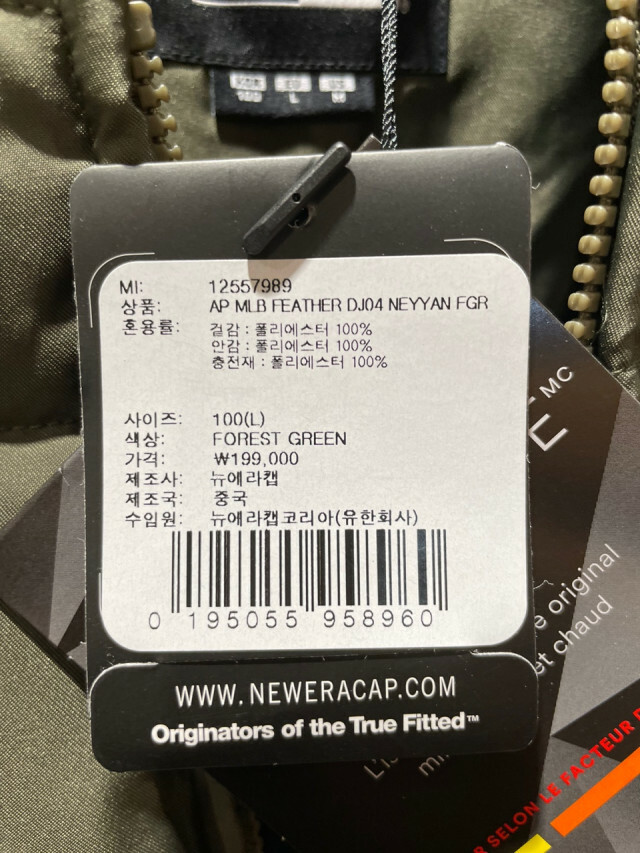 MI: 12557989
상품: AP MLB FEATHER DJ04 NEYYAN FGR
혼용률: 겉감 : 폴리에스터 100%
안감 : 폴리에스터 100%
충전재 : 폴리에스터 100%
사이즈: 100(L)
색상: FOREST GREEN
가격: ₩199,000
제조사: 뉴에라캡
제조국: 중국
수입원: 뉴에라캡코리아(유한회사)
0 195055 958960
WWW.NEWERACAP.COM
Originators of the True Fitted™
E MC
e original
et chaud
R SELON LE FACTEUR D